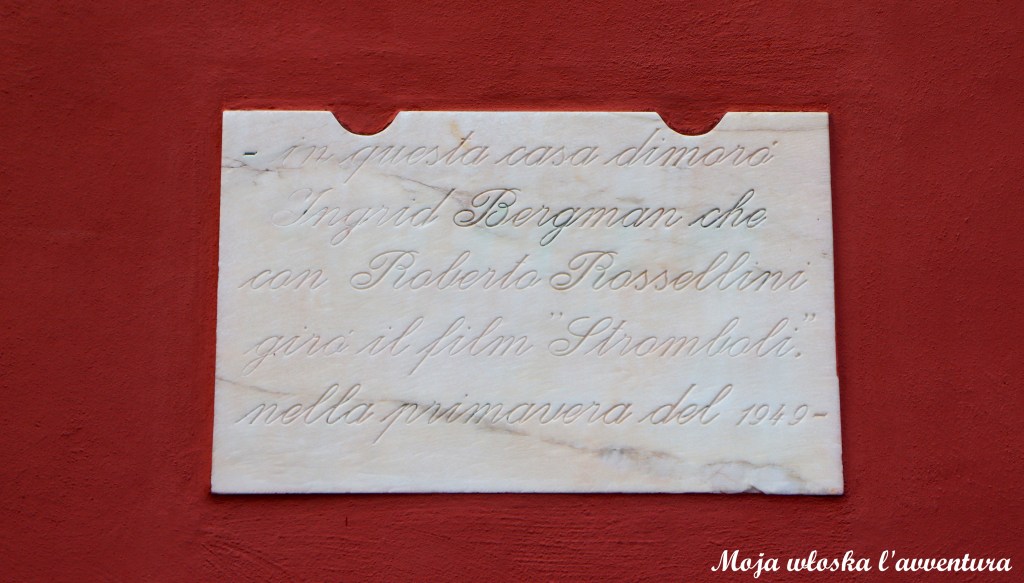 - in questa casa dimorò
Ingrid Bergman che
con Roberto Rossellini
girò il film "Stromboli."
nella primavera del 1949-
Moja włoska l'avventura